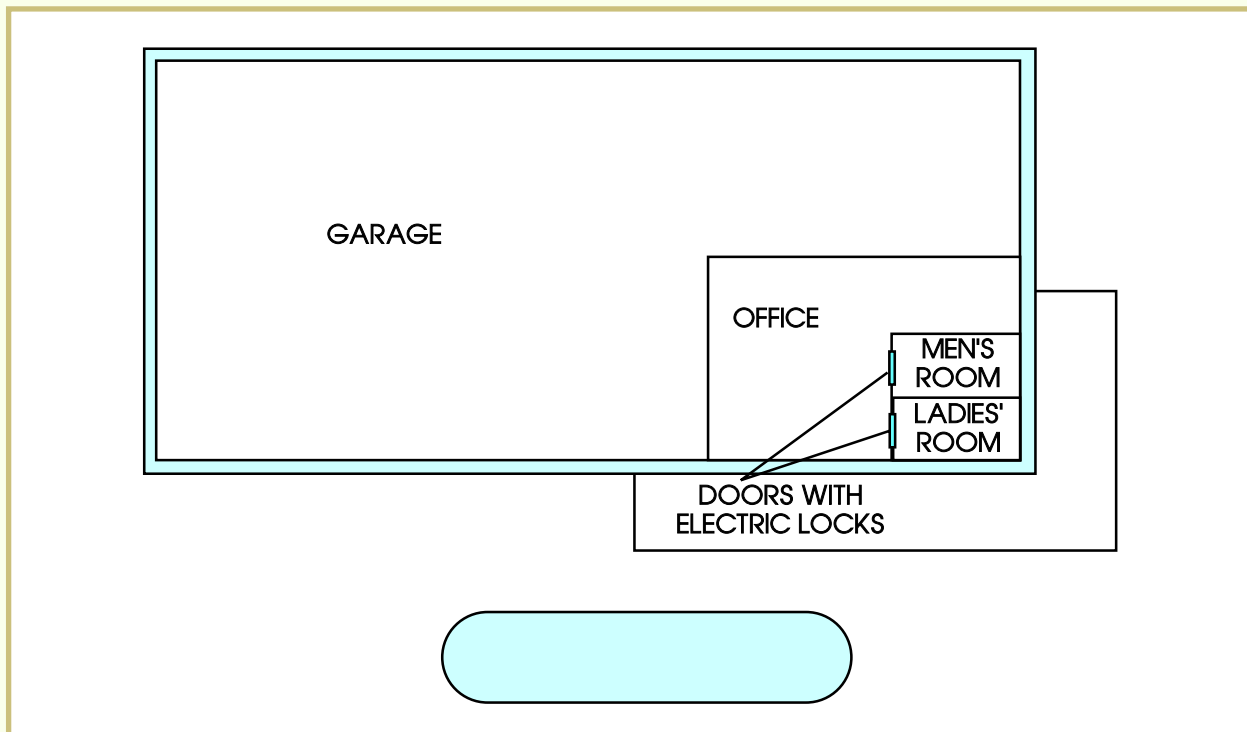 GARAGE
OFFICE
MEN'S
ROOM
LADIES'
ROOM
DOORS WITH
ELECTRIC LOCKS